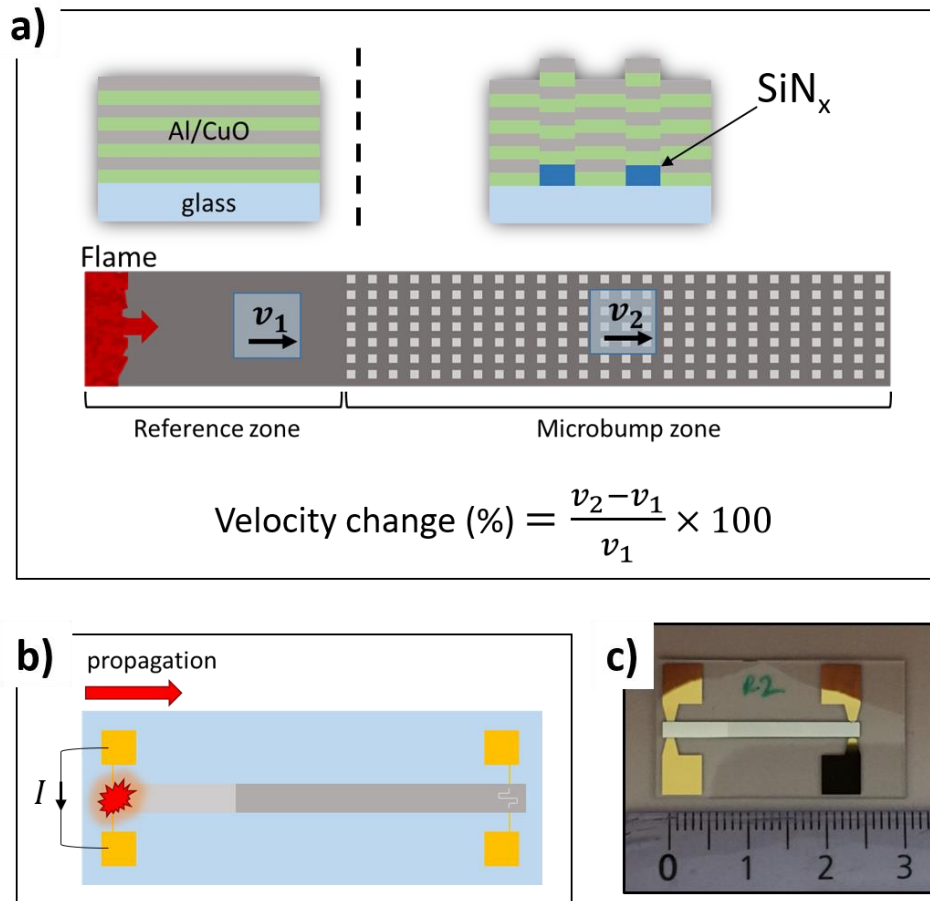 a)
SiNₓ
Al/CuO
glass
Flame
v₁
v₂
Reference zone
Microbump zone
Velocity change (%) = (v₂−v₁)/v₁ × 100
b)
propagation
I
c)
R.2
0 1 2 3